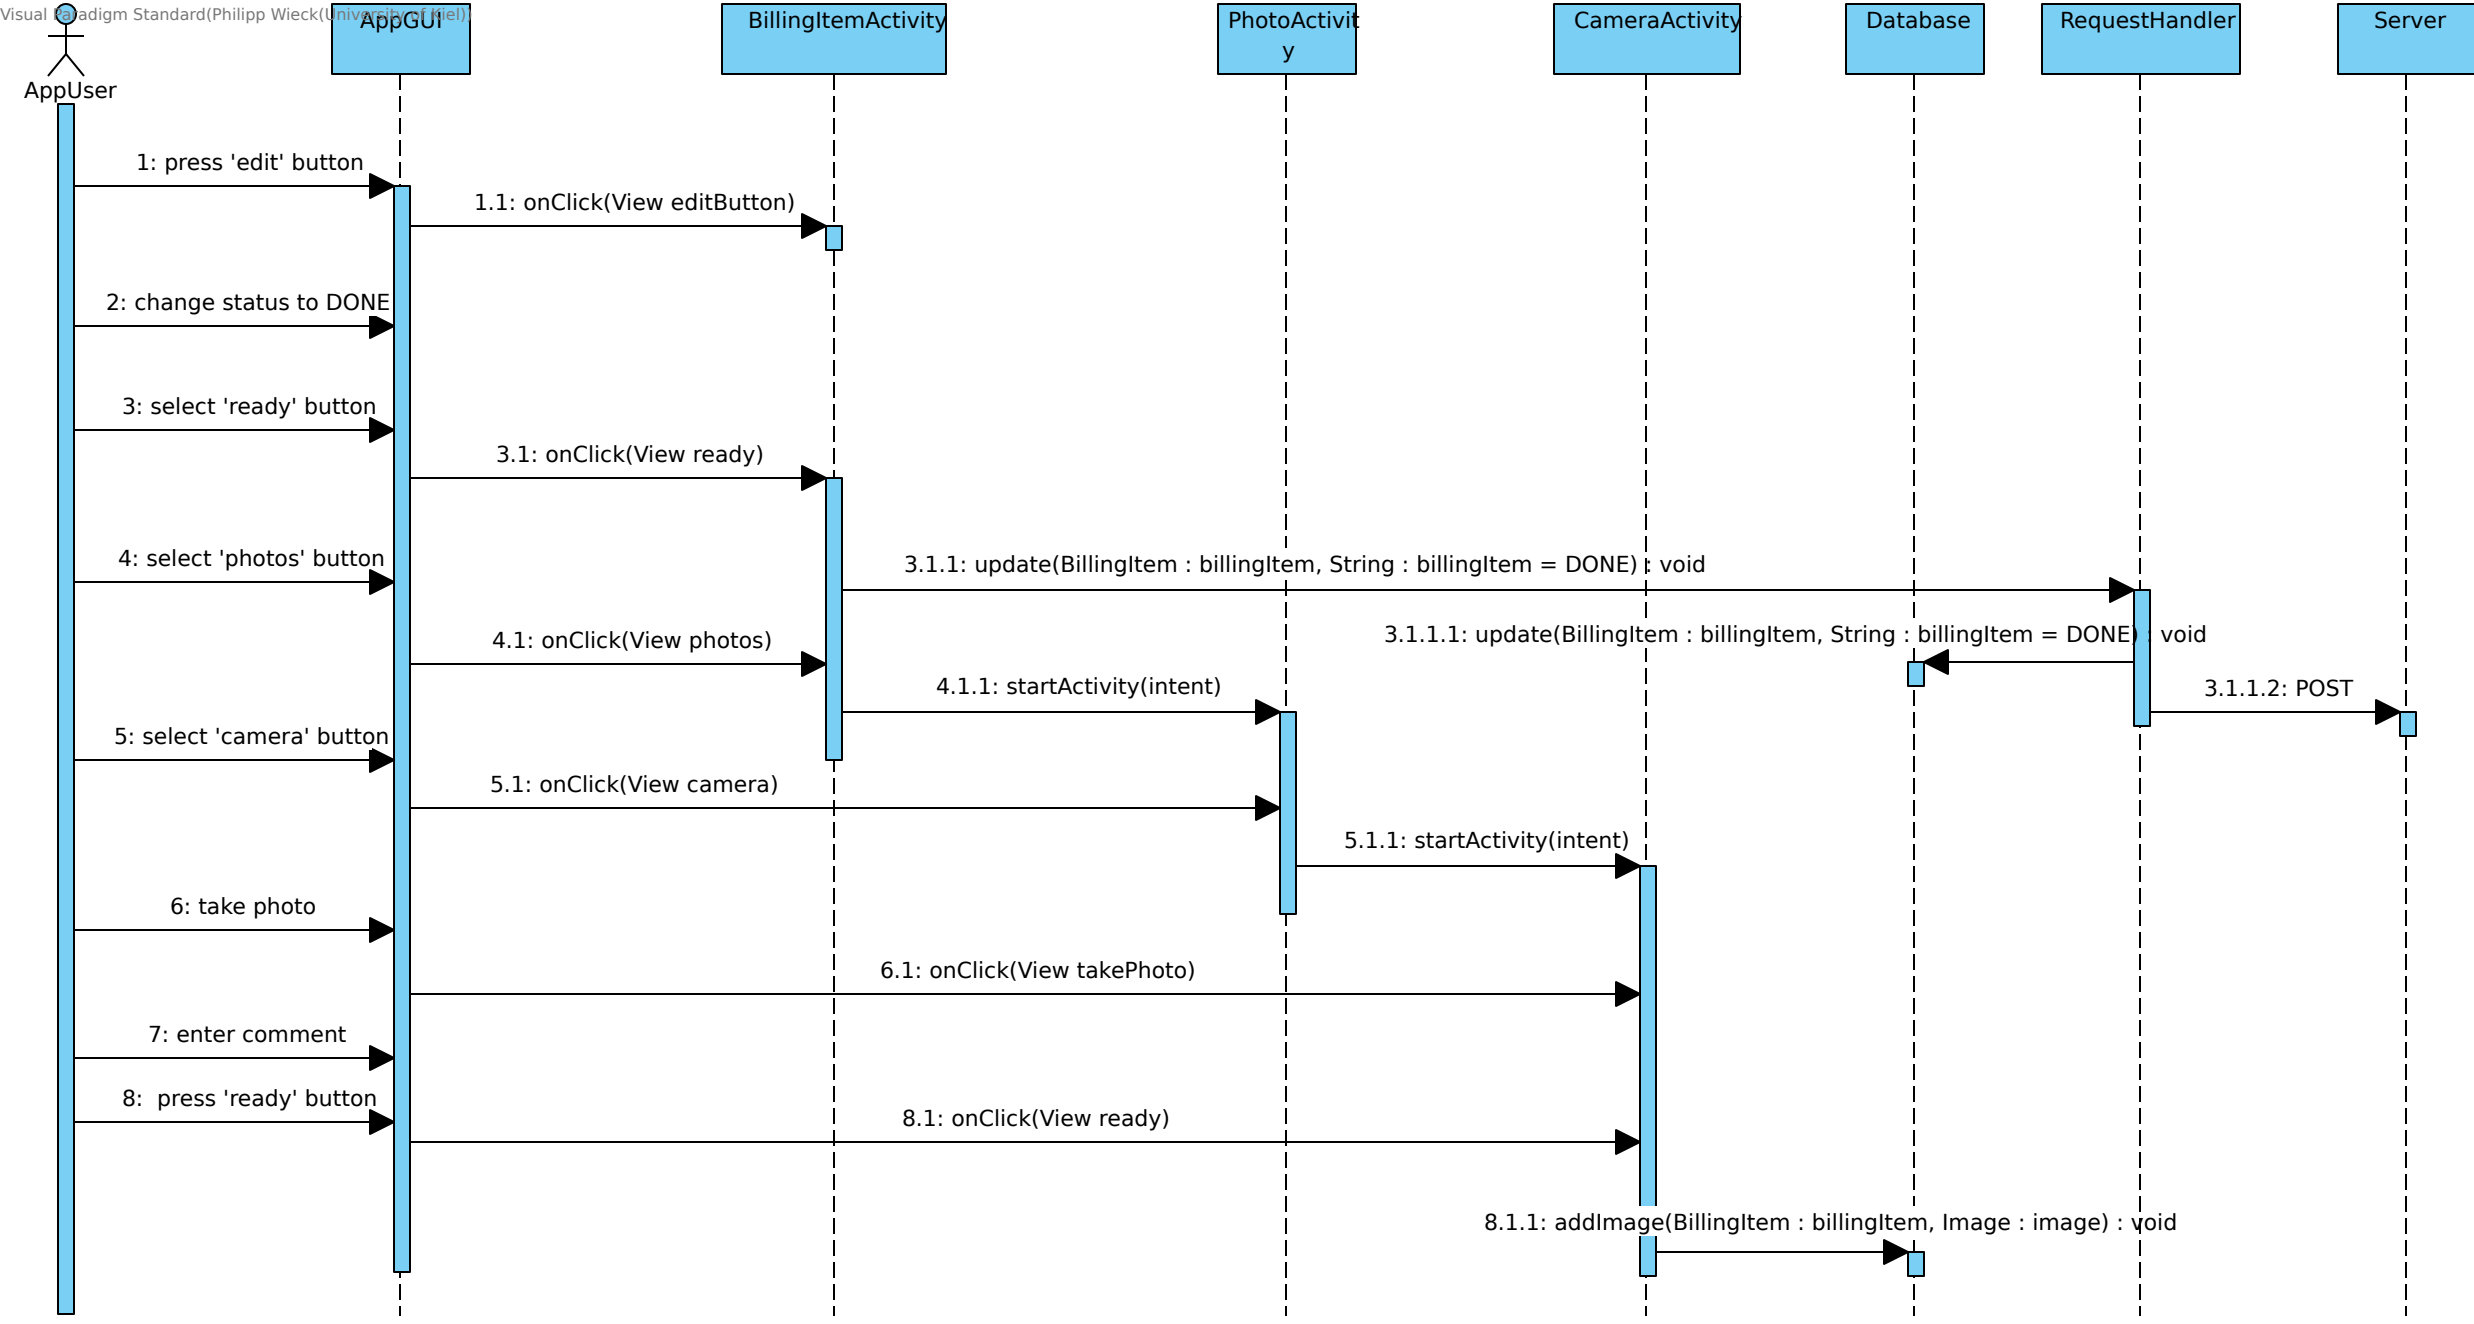 Visual Paradigm Standard(Philipp Wieck(University of Kiel))
AppUser
AppGUI
BillingItemActivity
PhotoActivit
y
CameraActivity
Database
RequestHandler
Server
1: press 'edit' button
1.1: onClick(View editButton)
2: change status to DONE
3: select 'ready' button
3.1: onClick(View ready)
4: select 'photos' button
3.1.1: update(BillingItem : billingItem, String : billingItem = DONE) : void
3.1.1.1: update(BillingItem : billingItem, String : billingItem = DONE) : void
4.1: onClick(View photos)
4.1.1: startActivity(intent)
3.1.1.2: POST
5: select 'camera' button
5.1: onClick(View camera)
5.1.1: startActivity(intent)
6: take photo
6.1: onClick(View takePhoto)
7: enter comment
8:  press 'ready' button
8.1: onClick(View ready)
8.1.1: addImage(BillingItem : billingItem, Image : image) : void